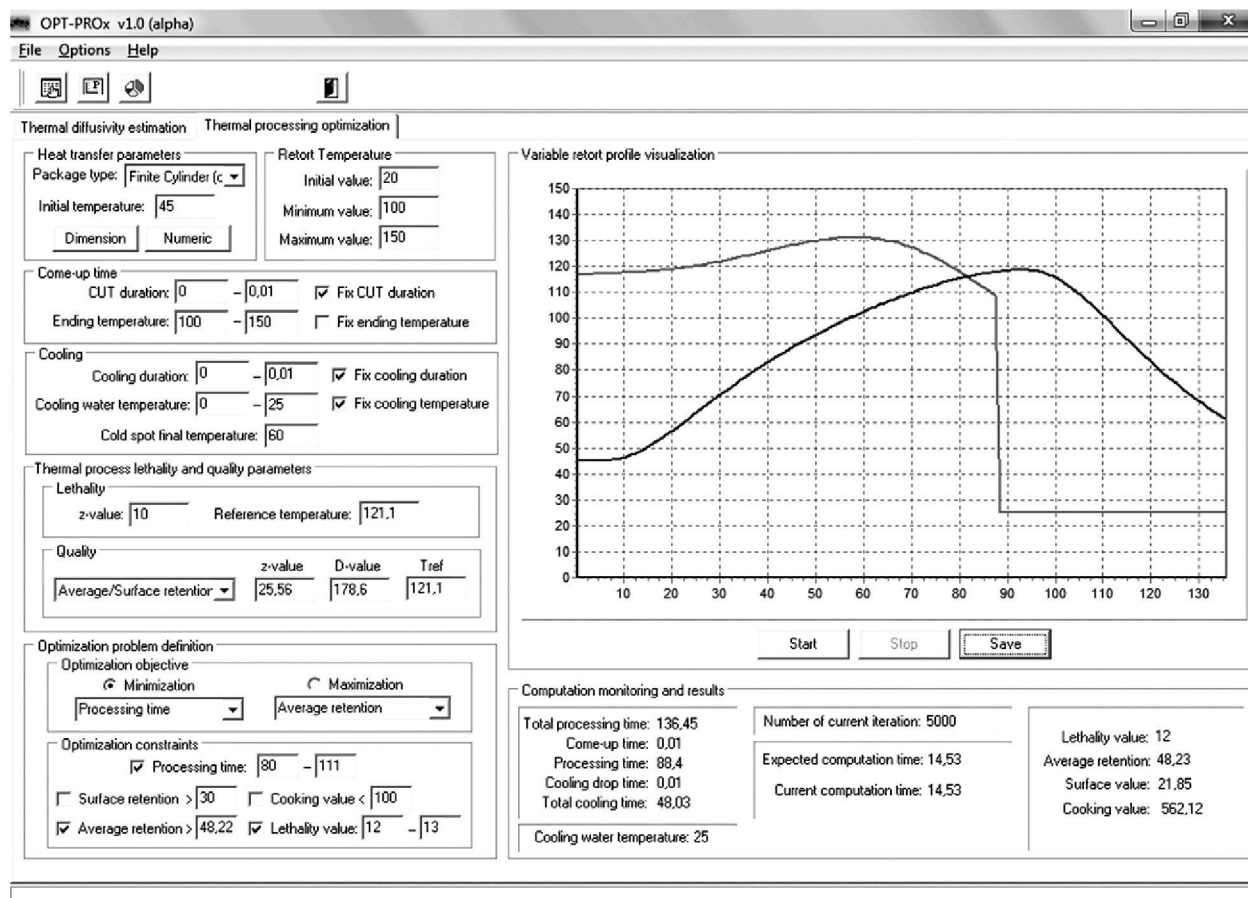 OPT-PROx v1.0 (alpha)
File Options Help
Thermal diffusivity estimation Thermal processing optimization
Heat transfer parameters
Package type: Finite Cylinder (c
Initial temperature: 45
Dimension Numeric
Retort Temperature
Initial value: 20
Minimum value: 100
Maximum value: 150
Come-up time
CUT duration: 0 – 0,01 Fix CUT duration
Ending temperature: 100 – 150 Fix ending temperature
Cooling
Cooling duration: 0 – 0,01 Fix cooling duration
Cooling water temperature: 0 – 25 Fix cooling temperature
Cold spot final temperature: 60
Thermal process lethality and quality parameters
Lethality
z-value: 10 Reference temperature: 121,1
Quality
z-value D-value Tref
Average/Surface retention 25,56 178,6 121,1
Optimization problem definition
Optimization objective
Minimization Maximization
Processing time Average retention
Optimization constraints
Processing time: 80 – 111
Surface retention > 30 Cooking value < 100
Average retention > 48,22 Lethality value: 12 – 13
Variable retort profile visualization
150
140
130
120
110
100
90
80
70
60
50
40
30
20
10
0
10 20 30 40 50 60 70 80 90 100 110 120 130
Start Stop Save
Computation monitoring and results
Total processing time: 136,45
Come-up time: 0,01
Processing time: 88,4
Cooling drop time: 0,01
Total cooling time: 48,03
Cooling water temperature: 25
Number of current iteration: 5000
Expected computation time: 14,53
Current computation time: 14,53
Lethality value: 12
Average retention: 48,23
Surface value: 21,85
Cooking value: 562,12